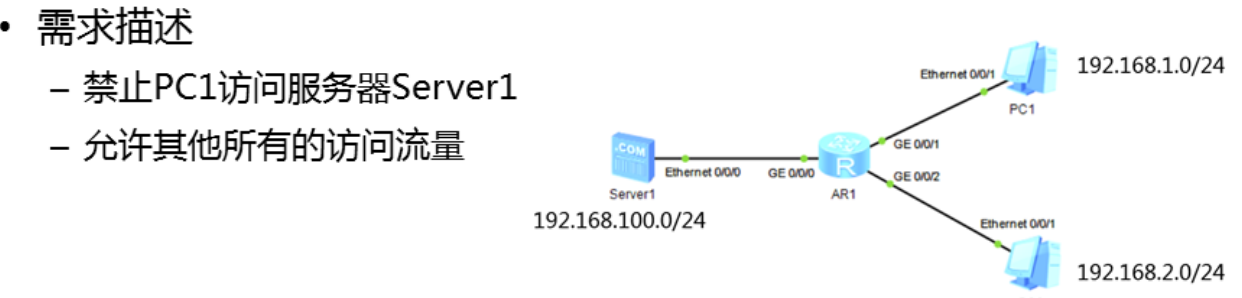 • 需求描述
– 禁止PC1访问服务器Server1
– 允许其他所有的访问流量
Ethernet 0/0/1
192.168.1.0/24
PC1
GE 0/0/1
.COM
Ethernet 0/0/0
GE 0/0/0
R
GE 0/0/2
Server1
AR1
192.168.100.0/24
Ethernet 0/0/1
192.168.2.0/24